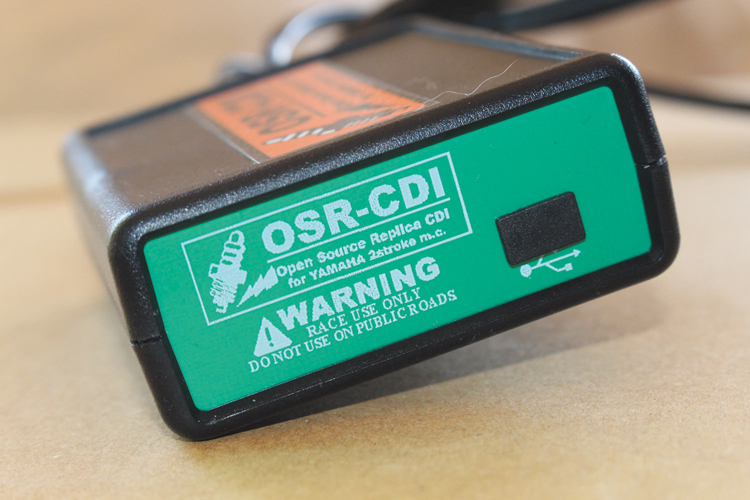 OSR-CDI
Open Source Replica CDI
for YAMAHA 2stroke m.c.
WARNING
RACE USE ONLY
DO NOT USE ON PUBLIC ROADS.